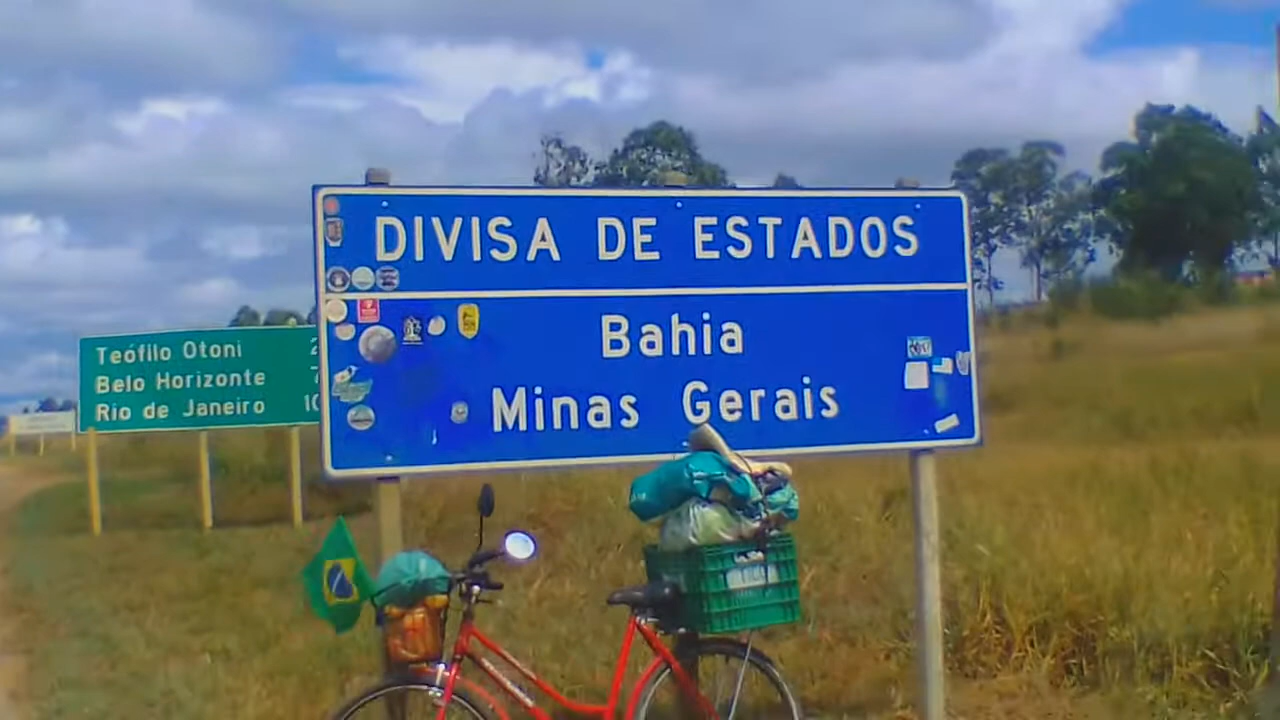 DIVISA DE ESTADOS
Bahia
Minas Gerais
Teófilo Otoni
Belo Horizonte
Rio de Janeiro